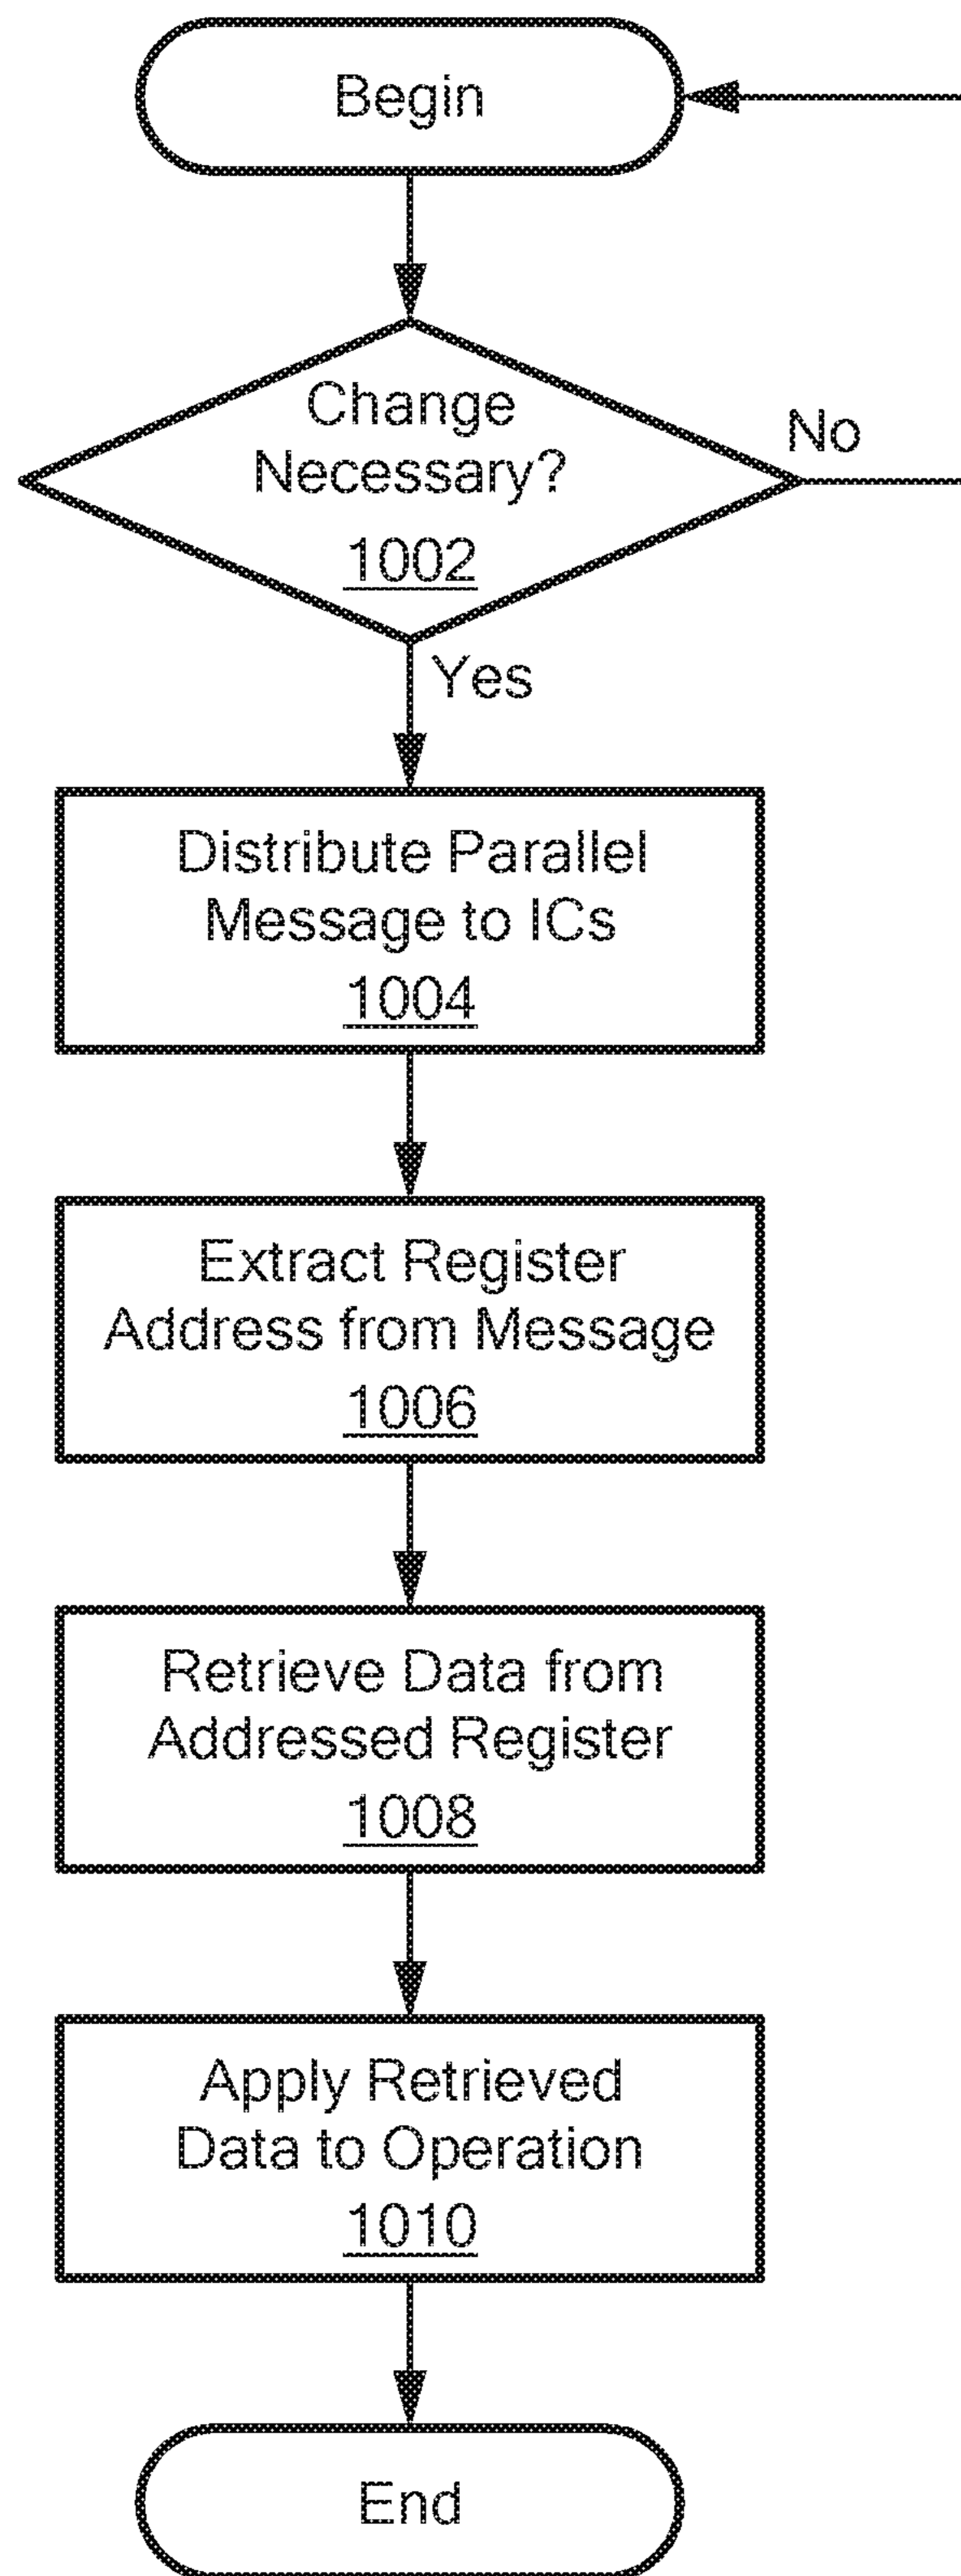 Begin
Change
Necessary?
1002
No
Yes
Distribute Parallel
Message to ICs
1004
Extract Register
Address from Message
1006
Retrieve Data from
Addressed Register
1008
Apply Retrieved
Data to Operation
1010
End